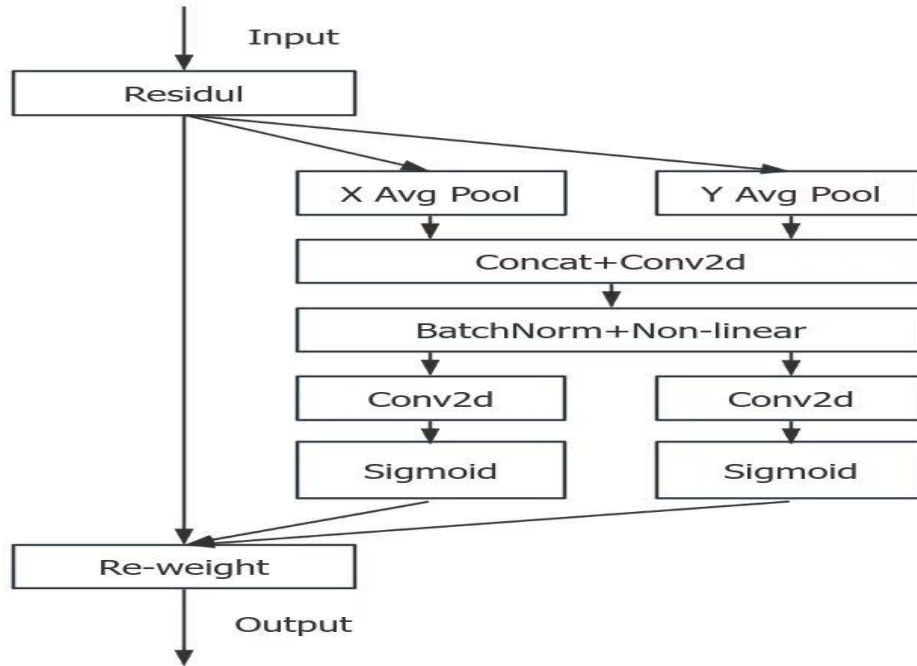 Input
Residul
X Avg Pool
Y Avg Pool
Concat+Conv2d
BatchNorm+Non-linear
Conv2d
Conv2d
Sigmoid
Sigmoid
Re-weight
Output